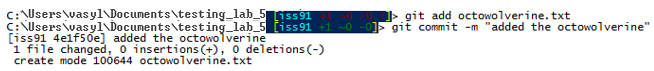 C:\Users\vasyl\Documents\testing_lab_5 [iss91 +1 ~0 -0 !]> git add octowolverine.txt
C:\Users\vasyl\Documents\testing_lab_5 [iss91 +1 ~0 -0]> git commit -m "added the octowolverine"
[iss91 4e1f50e] added the octowolverine
1 file changed, 0 insertions(+), 0 deletions(-)
create mode 100644 octowolverine.txt